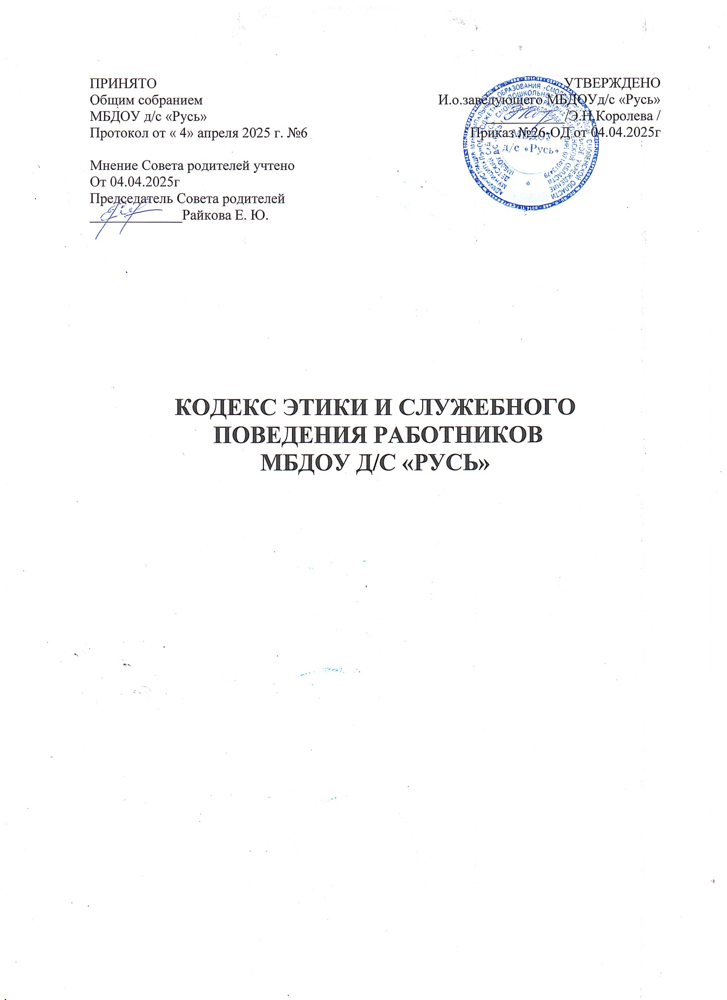 ПРИНЯТО
Общим собранием
МБДОУ д/с «Русь»
Протокол от « 4» апреля 2025 г. №6
Мнение Совета родителей учтено
От 04.04.2025г
Председатель Совета родителей
______________Райкова Е. Ю.
УТВЕРЖДЕНО
И.о.заведующего МБДОУд/с «Русь»
____________/Э.Н.Королева /
Приказ №26-ОД от 04.04.2025г
МБДОУ
д/с «Русь»
КОДЕКС ЭТИКИ И СЛУЖЕБНОГО
ПОВЕДЕНИЯ РАБОТНИКОВ
МБДОУ Д/С «РУСЬ»